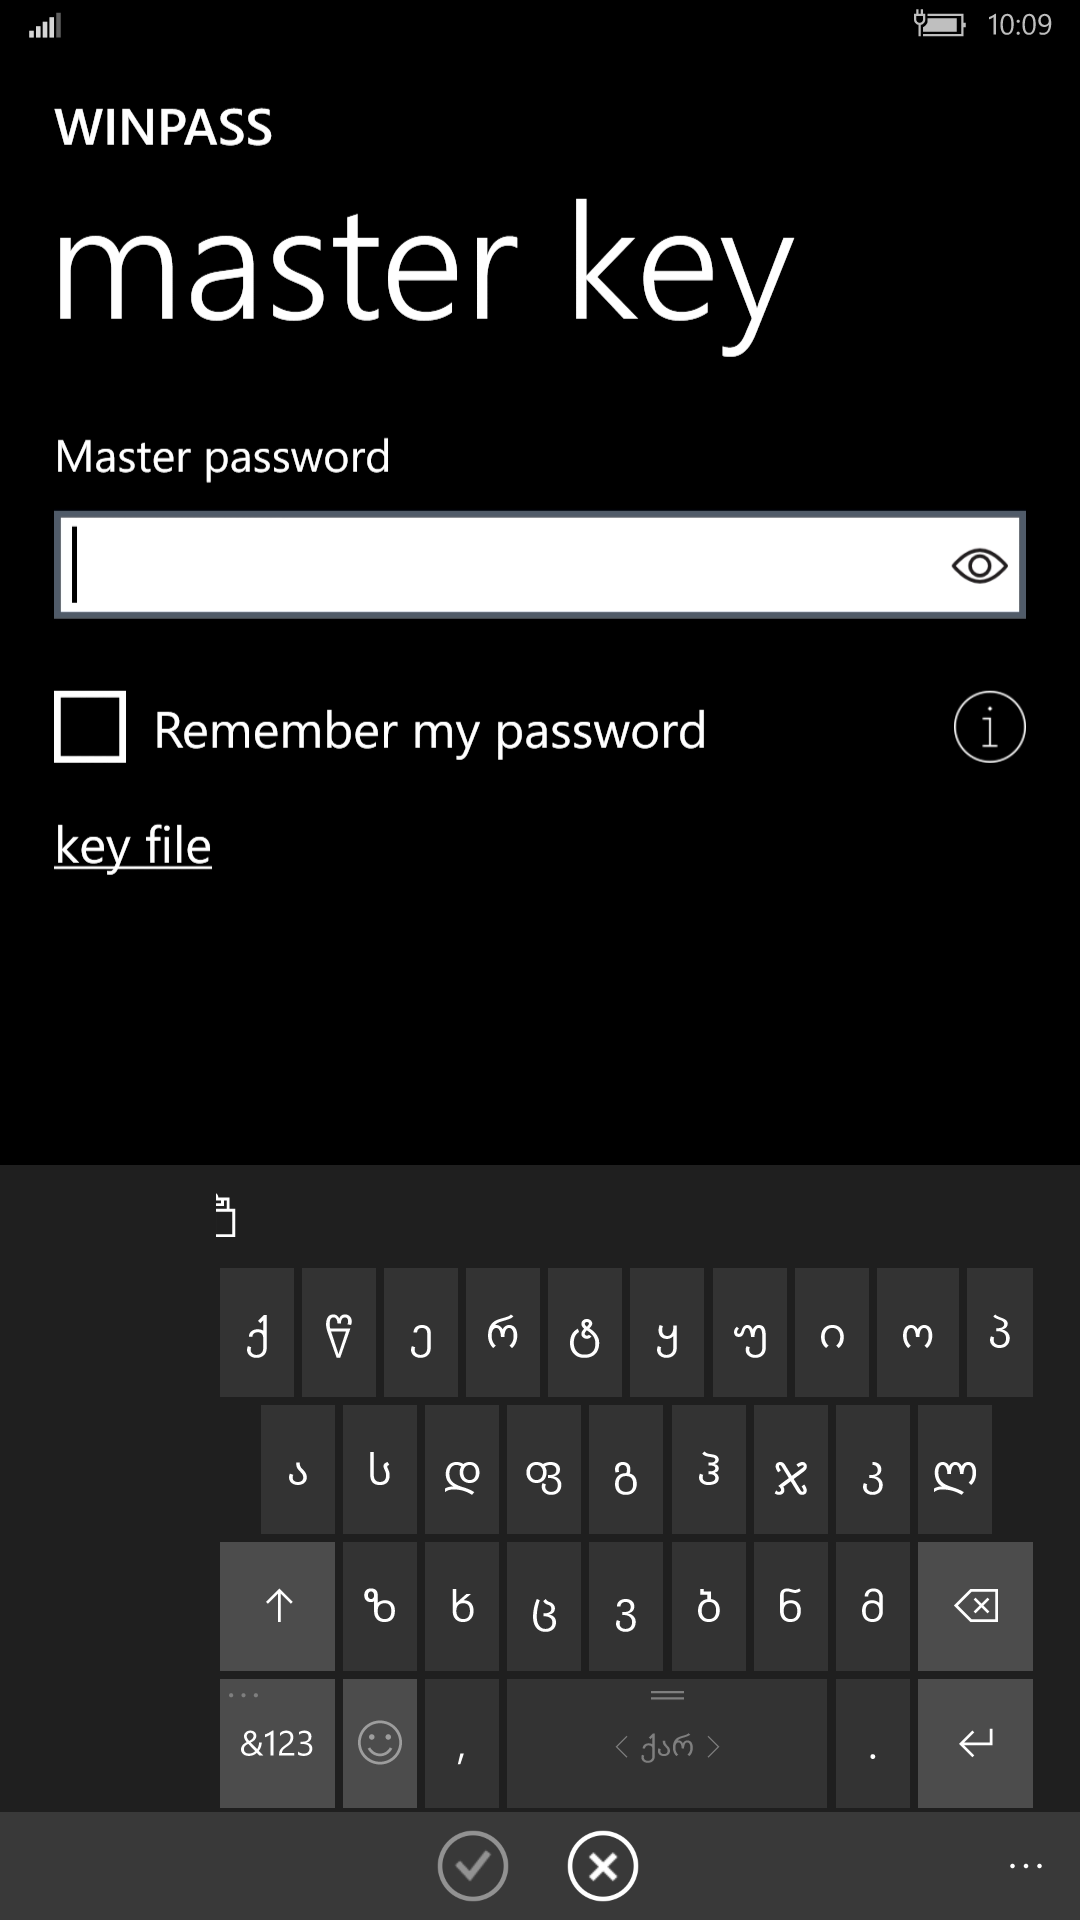 10:09
WINPASS
master key
Master password
Remember my password
key file
ქ წ ე რ ტ ყ უ ი ო პ
ა ს დ ფ გ ჰ ჯ კ ლ
ზ ხ ც ვ ბ ნ მ
&123 , < ქარ > .